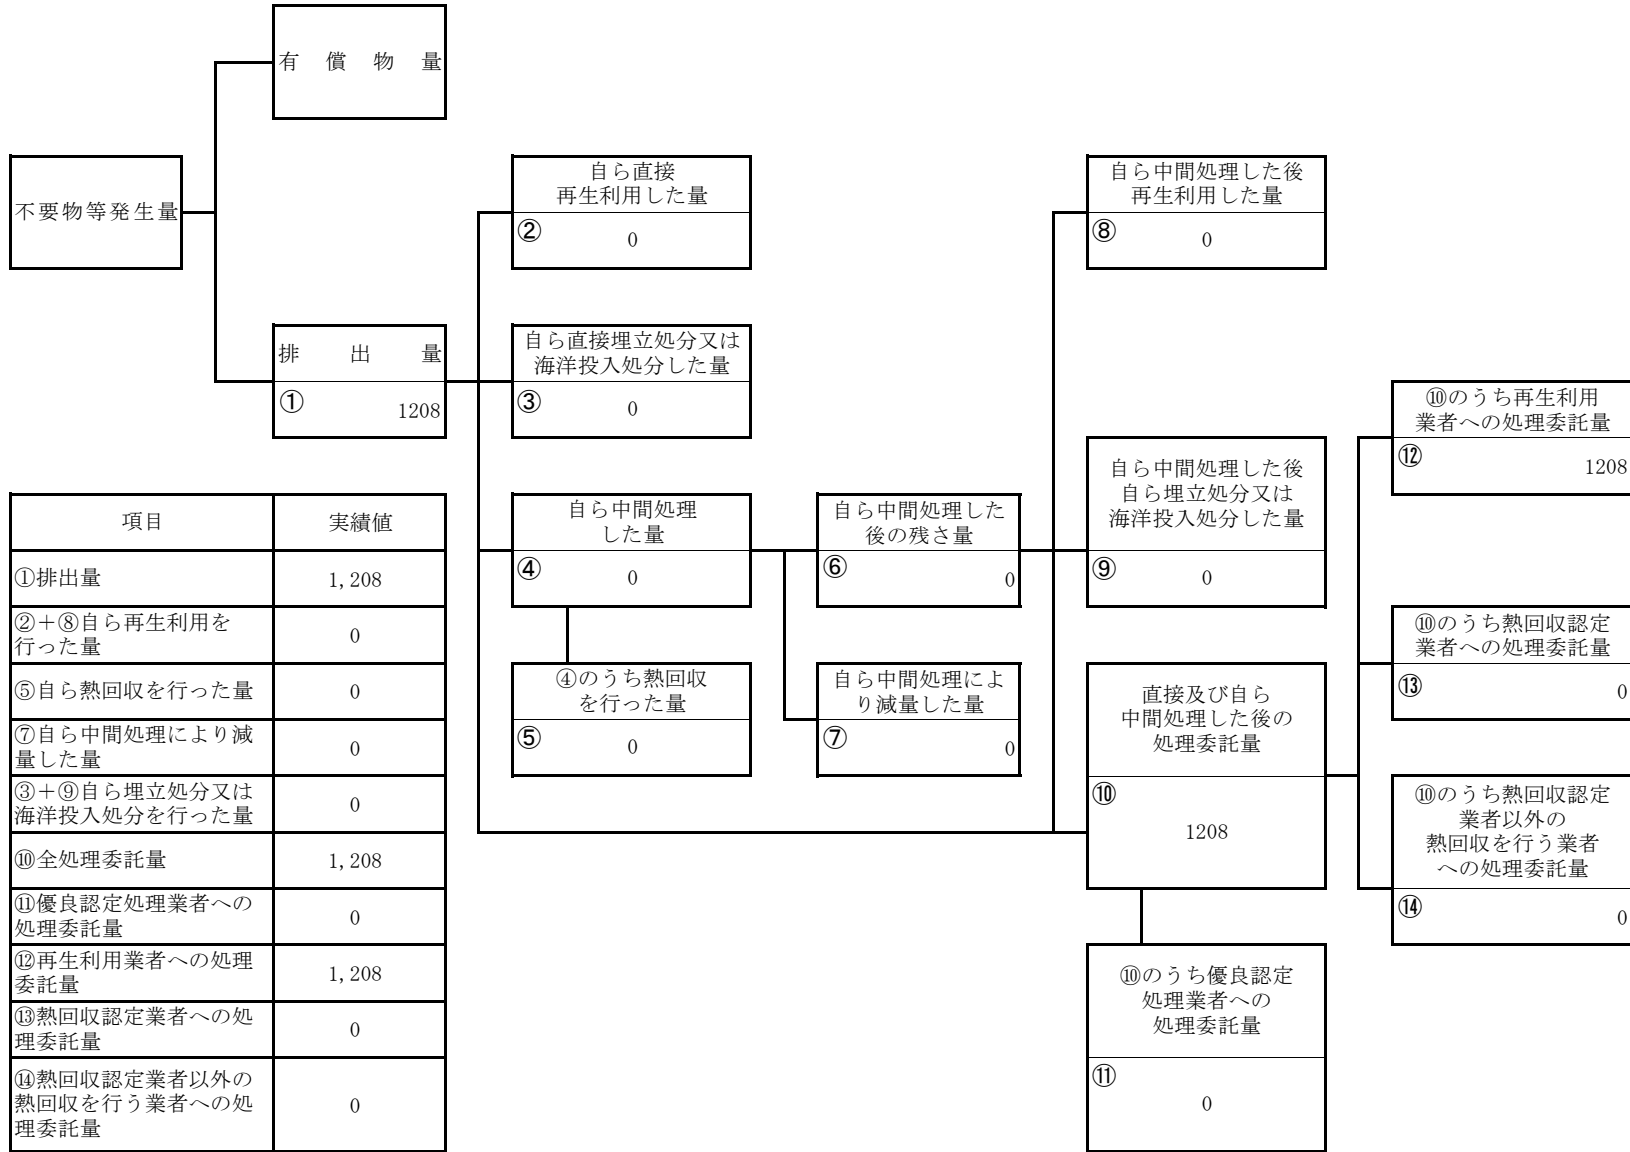 有償物量
不要物等発生量
排出量
①
1208
自ら直接
再生利用した量
②
0
自ら直接埋立処分又は
海洋投入処分した量
③
0
自ら中間処理
した量
④
0
④のうち熱回収
を行った量
⑤
0
自ら中間処理した
後の残さ量
⑥
0
自ら中間処理によ
り減量した量
⑦
0
自ら中間処理した後
再生利用した量
⑧
0
自ら中間処理した後
自ら埋立処分又は
海洋投入処分した量
⑨
0
直接及び自ら
中間処理した後の
処理委託量
⑩
1208
⑩のうち優良認定
処理業者への
処理委託量
⑪
0
⑩のうち再生利用
業者への処理委託量
⑫
1208
⑩のうち熱回収認定
業者への処理委託量
⑬
0
⑩のうち熱回収認定
業者以外の
熱回収を行う業者
への処理委託量
⑭
0
項目 実績値
①排出量 1,208
②＋⑧自ら再生利用を
行った量 0
⑤自ら熱回収を行った量 0
⑦自ら中間処理により減
量した量 0
③＋⑨自ら埋立処分又は
海洋投入処分を行った量 0
⑩全処理委託量 1,208
⑪優良認定処理業者への
処理委託量 0
⑫再生利用業者への処理
委託量 1,208
⑬熱回収認定業者への処
理委託量 0
⑭熱回収認定業者以外の
熱回収を行う業者への処
理委託量 0